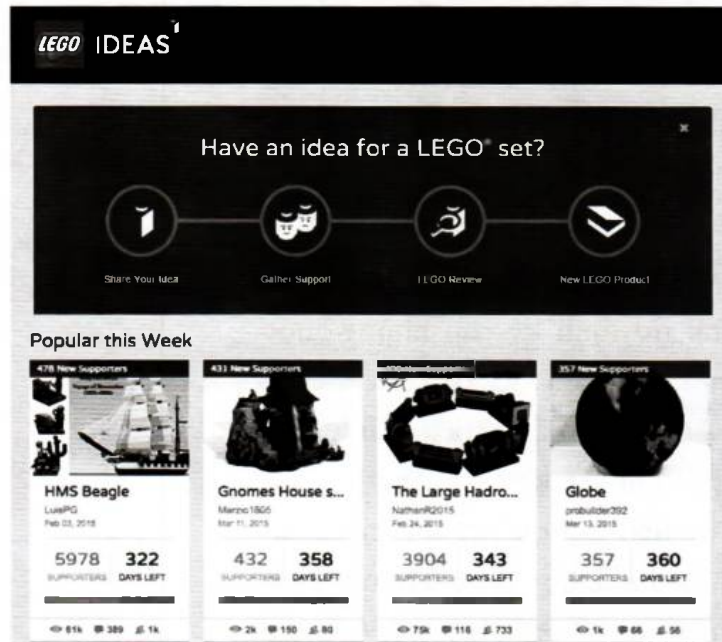 LEGO IDEAS
Have an idea for a LEGO® set?
Share Your Idea
Gather Support
LEGO Review
New LEGO Product
Popular this Week
478 New Supporters
HMS Beagle
LuisPG
Feb 03, 2015
5978 322
SUPPORTERS DAYS LEFT
61k 389 1k
431 New Supporters
Gnomes House s...
Marzio1805
Mar 11, 2015
432 358
SUPPORTERS DAYS LEFT
2k 150 80
New Supporters
The Large Hadro...
NathanR2015
Feb 24, 2015
3904 343
SUPPORTERS DAYS LEFT
75k 116 733
357 New Supporters
Globe
probuilder392
Mar 13, 2015
357 360
SUPPORTERS DAYS LEFT
1k 66 56